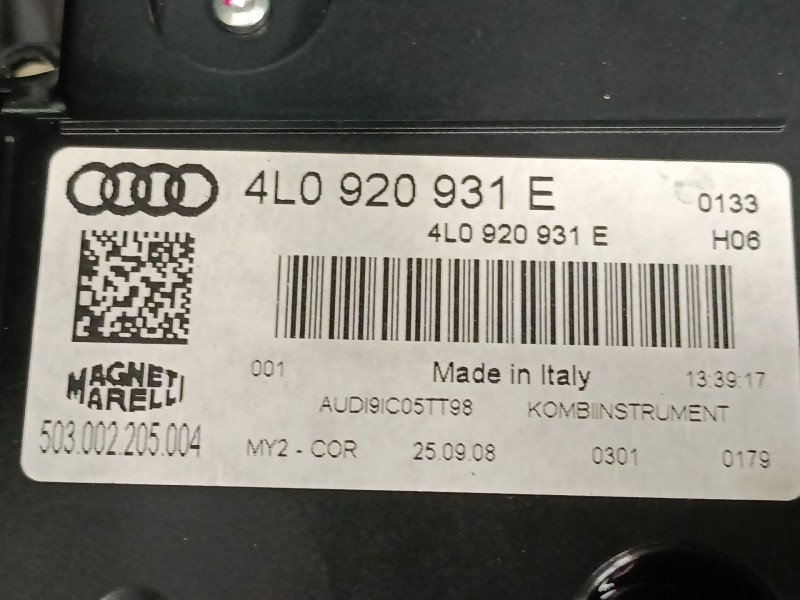 4L0 920 931 E 0133
4L0 920 931 E H06
001 Made in Italy 13:39:17
MAGNETI
MARELLI
AUDI9IC05TT98 KOMBIINSTRUMENT
503.002.205.004
MY2 - COR 25.09.08 0301 0179